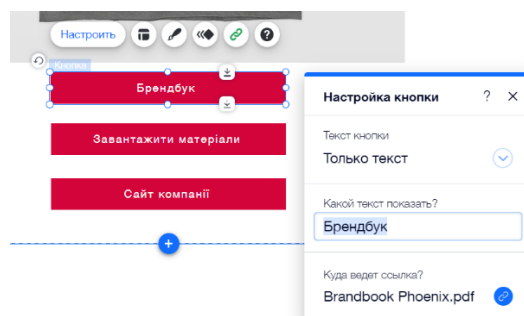 Настроить
?
Кнопка
Брендбук
Завантажити матеріали
Сайт компанії
+
Настройка кнопки ? ×
Текст кнопки
Только текст
Какой текст показать?
Брендбук
Куда ведет ссылка?
Brandbook Phoenix.pdf